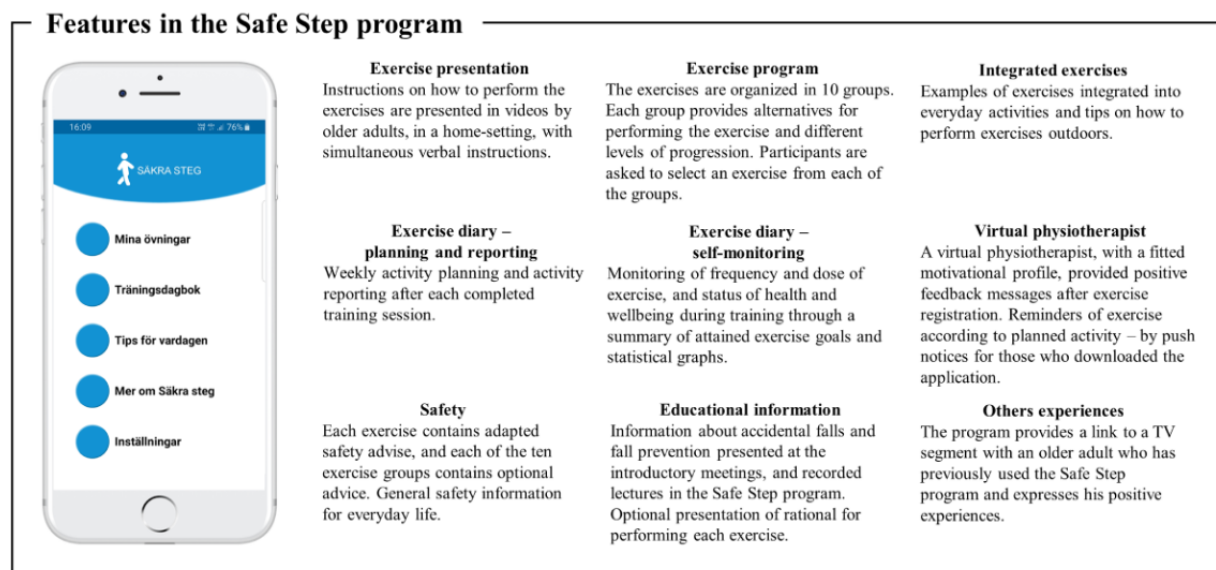 Features in the Safe Step program
16:09
76%
SÄKRA STEG
Mina övningar
Träningsdagbok
Tips för vardagen
Mer om Säkra steg
Inställningar
Exercise presentation
Instructions on how to perform the
exercises are presented in videos by
older adults, in a home-setting, with
simultaneous verbal instructions.
Exercise program
The exercises are organized in 10 groups.
Each group provides alternatives for
performing the exercise and different
levels of progression. Participants are
asked to select an exercise from each of
the groups.
Integrated exercises
Examples of exercises integrated into
everyday activities and tips on how to
perform exercises outdoors.
Exercise diary –
planning and reporting
Weekly activity planning and activity
reporting after each completed
training session.
Exercise diary –
self-monitoring
Monitoring of frequency and dose of
exercise, and status of health and
wellbeing during training through a
summary of attained exercise goals and
statistical graphs.
Virtual physiotherapist
A virtual physiotherapist, with a fitted
motivational profile, provided positive
feedback messages after exercise
registration. Reminders of exercise
according to planned activity – by push
notices for those who downloaded the
application.
Safety
Each exercise contains adapted
safety advise, and each of the ten
exercise groups contains optional
advice. General safety information
for everyday life.
Educational information
Information about accidental falls and
fall prevention presented at the
introductory meetings, and recorded
lectures in the Safe Step program.
Optional presentation of rational for
performing each exercise.
Others experiences
The program provides a link to a TV
segment with an older adult who has
previously used the Safe Step
program and expresses his positive
experiences.